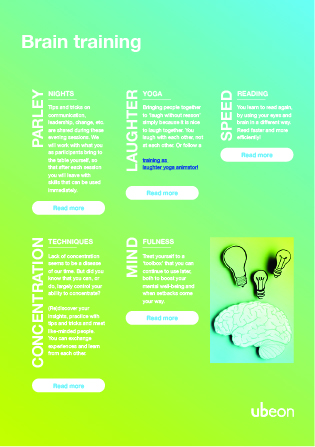 Brain training
PARLEY
NIGHTS
Tips and tricks on
communication,
leadership, change, etc
are shared during these
evening sessions. We
will work with what you
as participants bring to
the table yourself, so
that after each session
you will leave with
skills that can be used
immediately.
Read more
LAUGHTER
YOGA
Bringing people together
to 'laugh without reason'
simply because it is nice
to laugh together. We
laugh with each other, not
at each other. Or follow a
training as
laughter yoga animator!
Read more
SPEED
READING
You learn to read again,
by using your eyes and
brain in a different way.
Read faster and more
efficiently!
Read more
CONCENTRATION
TECHNIQUES
Lack of concentration
seems to be a disease
of our time. But did you
know that you can, or
do, largely control your
ability to concentrate?
(Re)discover your
insights, practice with
tips and tricks and meet
like-minded people.
You can exchange
experiences and learn
from each other
Read more
MIND
FULNESS
Treat yourself to a
'toolbox' that you can
continue to use later,
both to boost your
mental well-being and
when setbacks come
your way.
Read more
ubeon